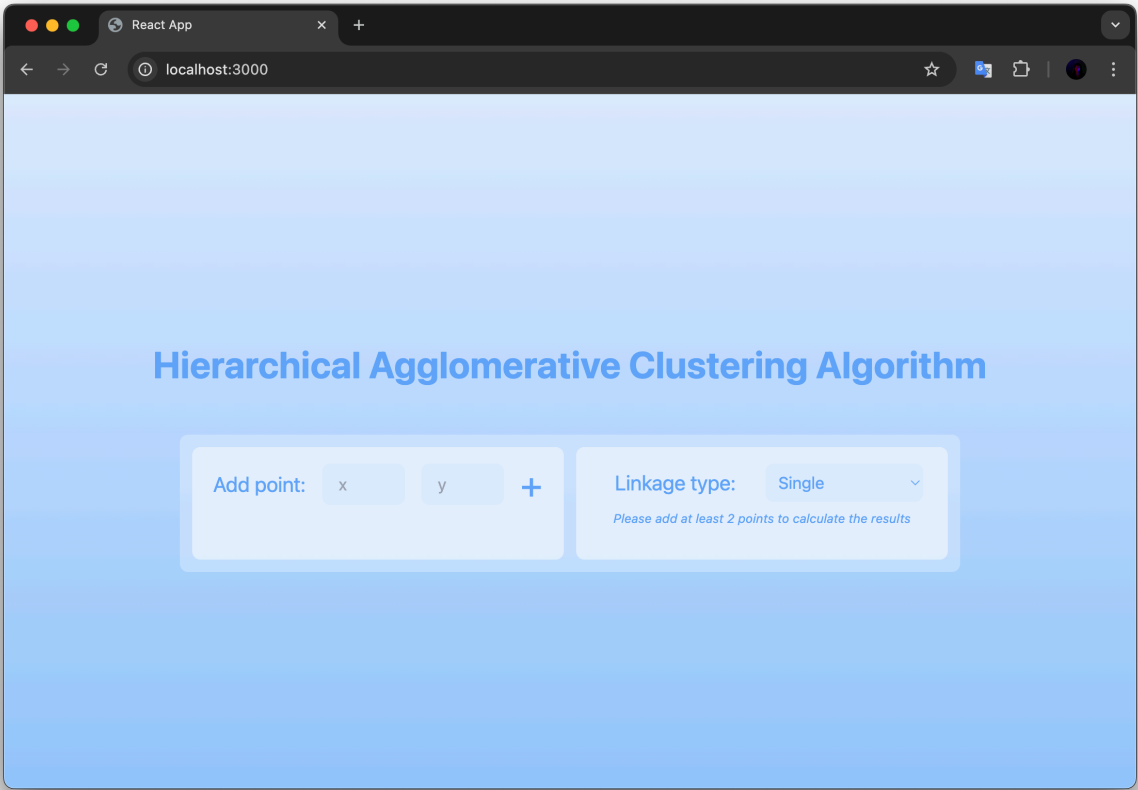 React App
localhost:3000
Hierarchical Agglomerative Clustering Algorithm
Add point: x y +
Linkage type: Single
Please add at least 2 points to calculate the results